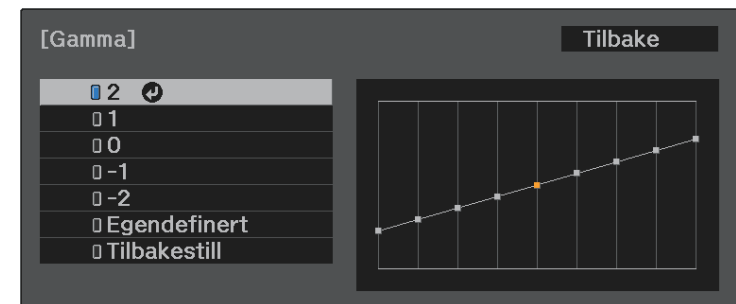 [Gamma]
Tilbake
2
1
0
-1
-2
Egendefinert
Tilbakestill